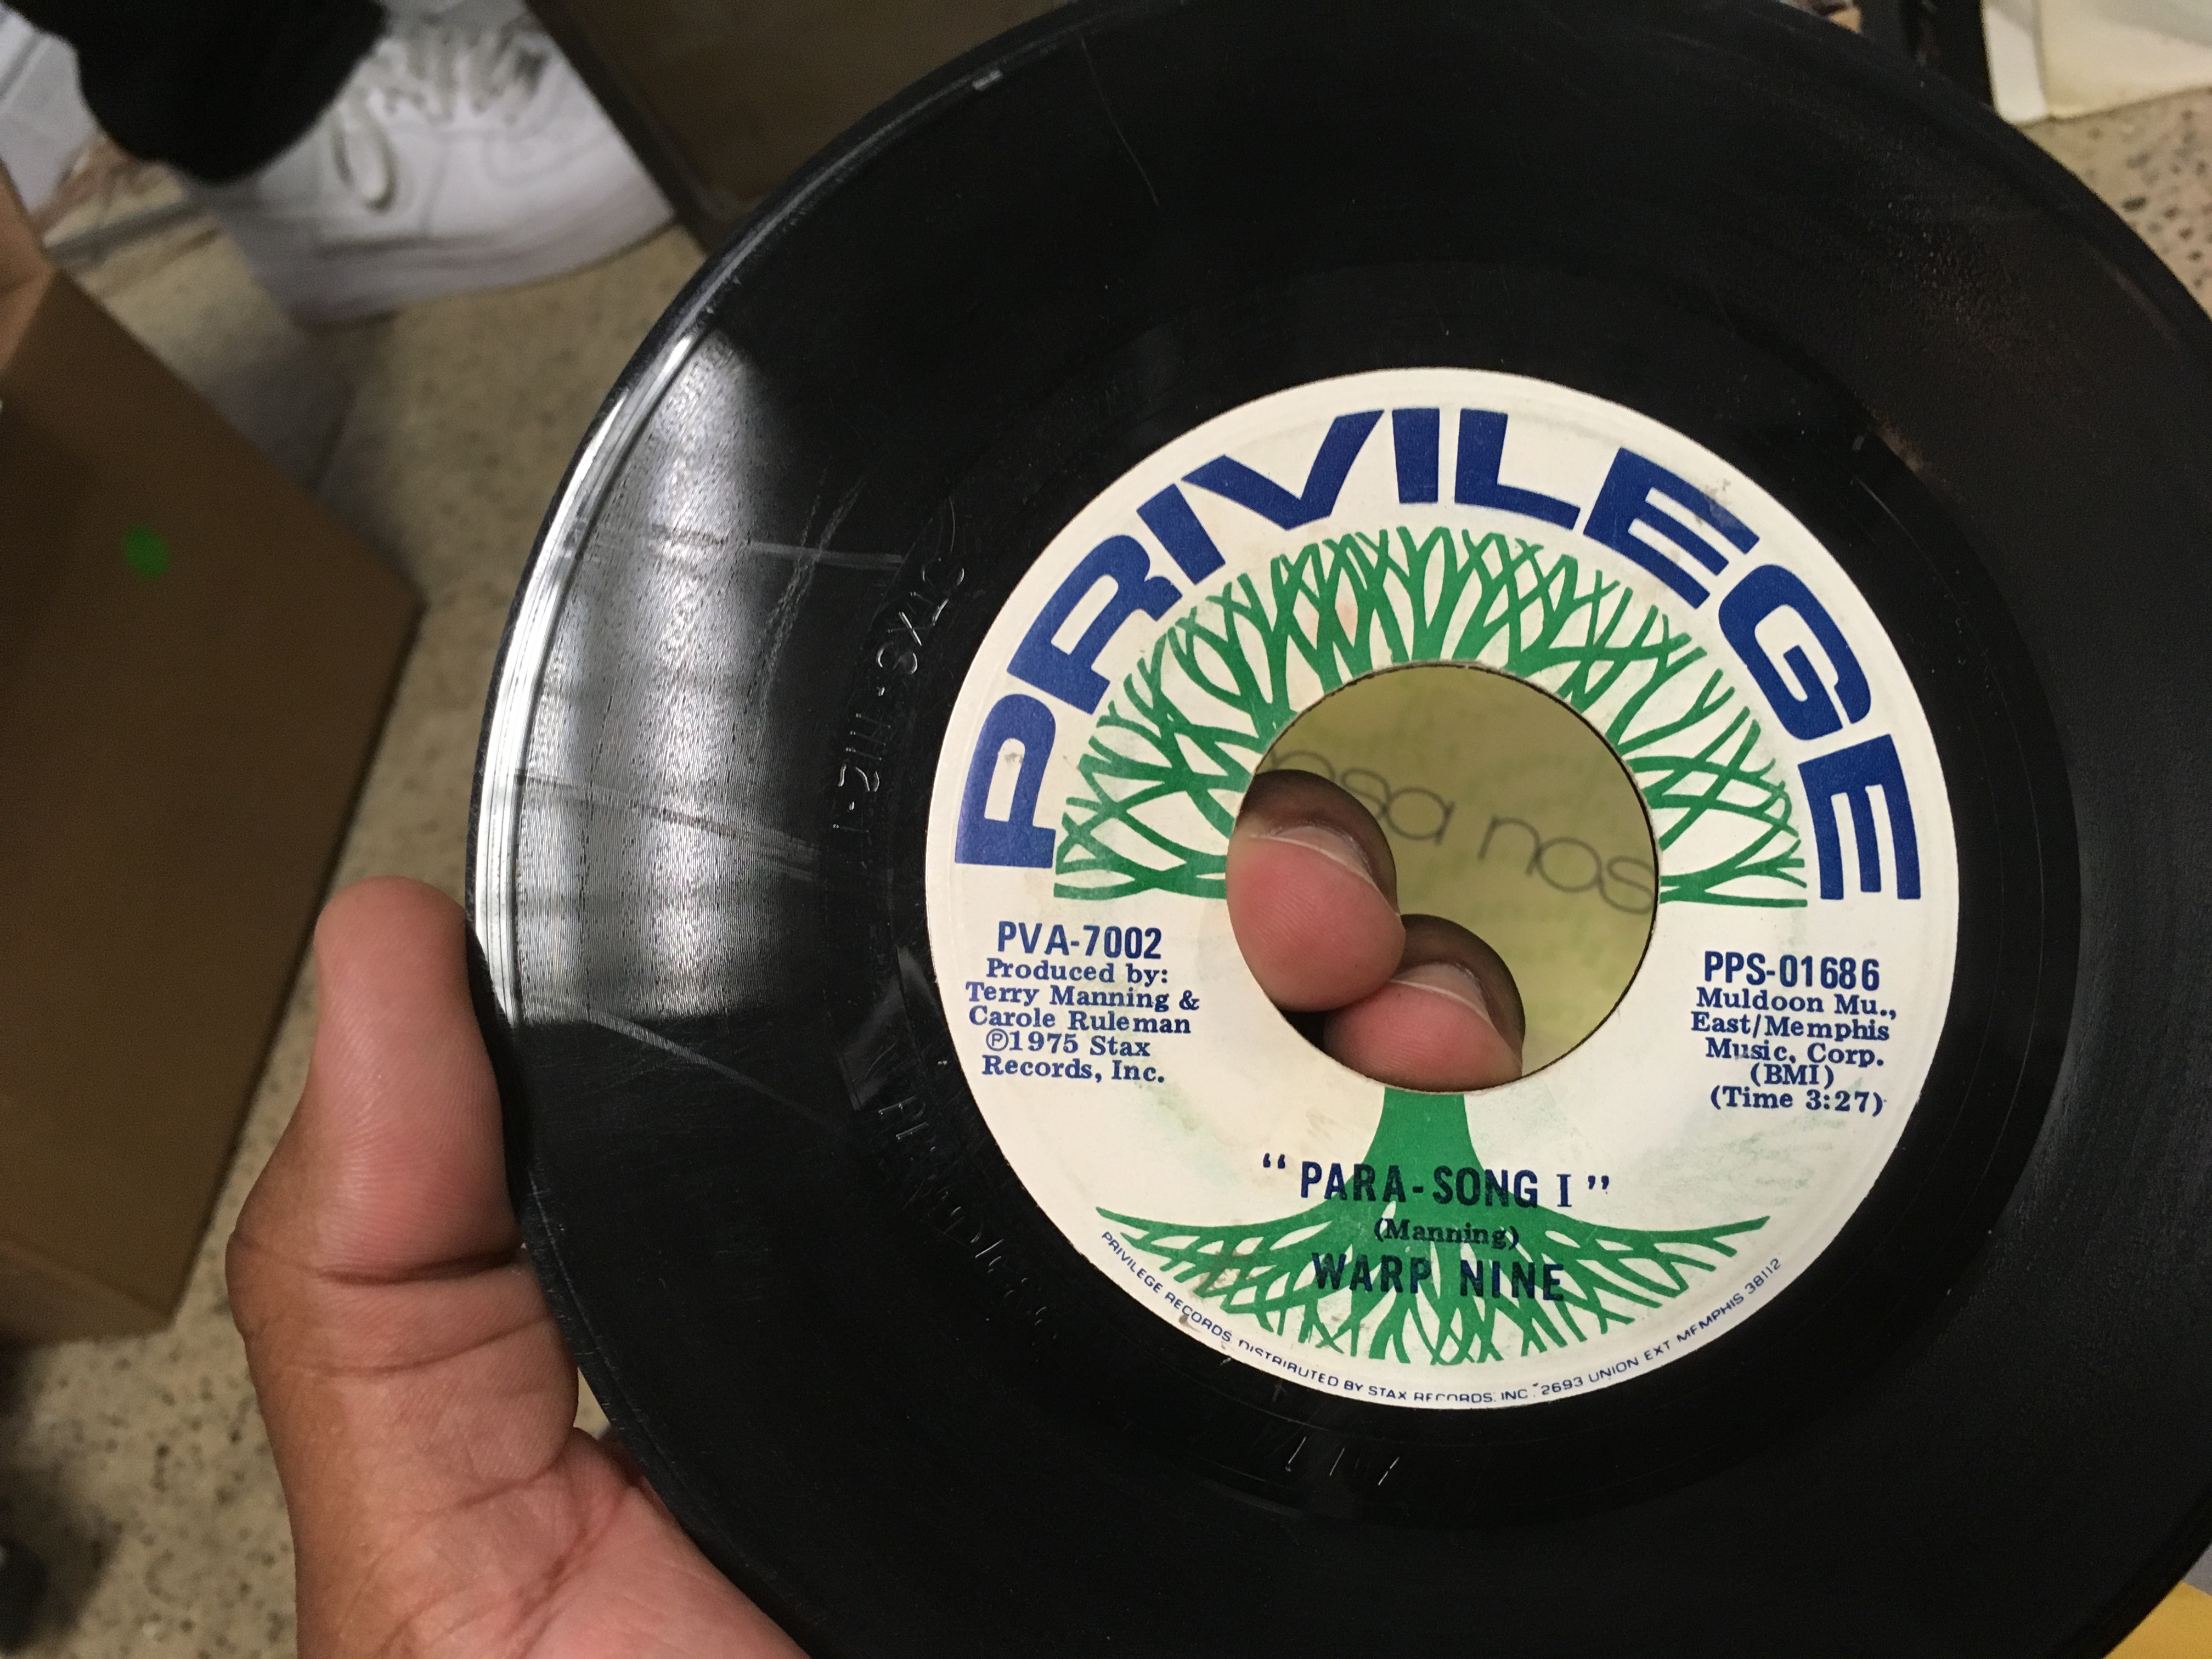 PRIVILEGE
PVA-7002
Produced by:
Terry Manning &
Carole Ruleman
℗1975 Stax
Records, Inc.
PPS-01686
Muldoon Mu.,
East/Memphis
Music, Corp.
(BMI)
(Time 3:27)
“ PARA-SONG I ”
(Manning)
WARP NINE
PRIVILEGE RECORDS DISTRIBUTED BY STAX RECORDS, INC. 2693 UNION EXT MEMPHIS 38112
nos